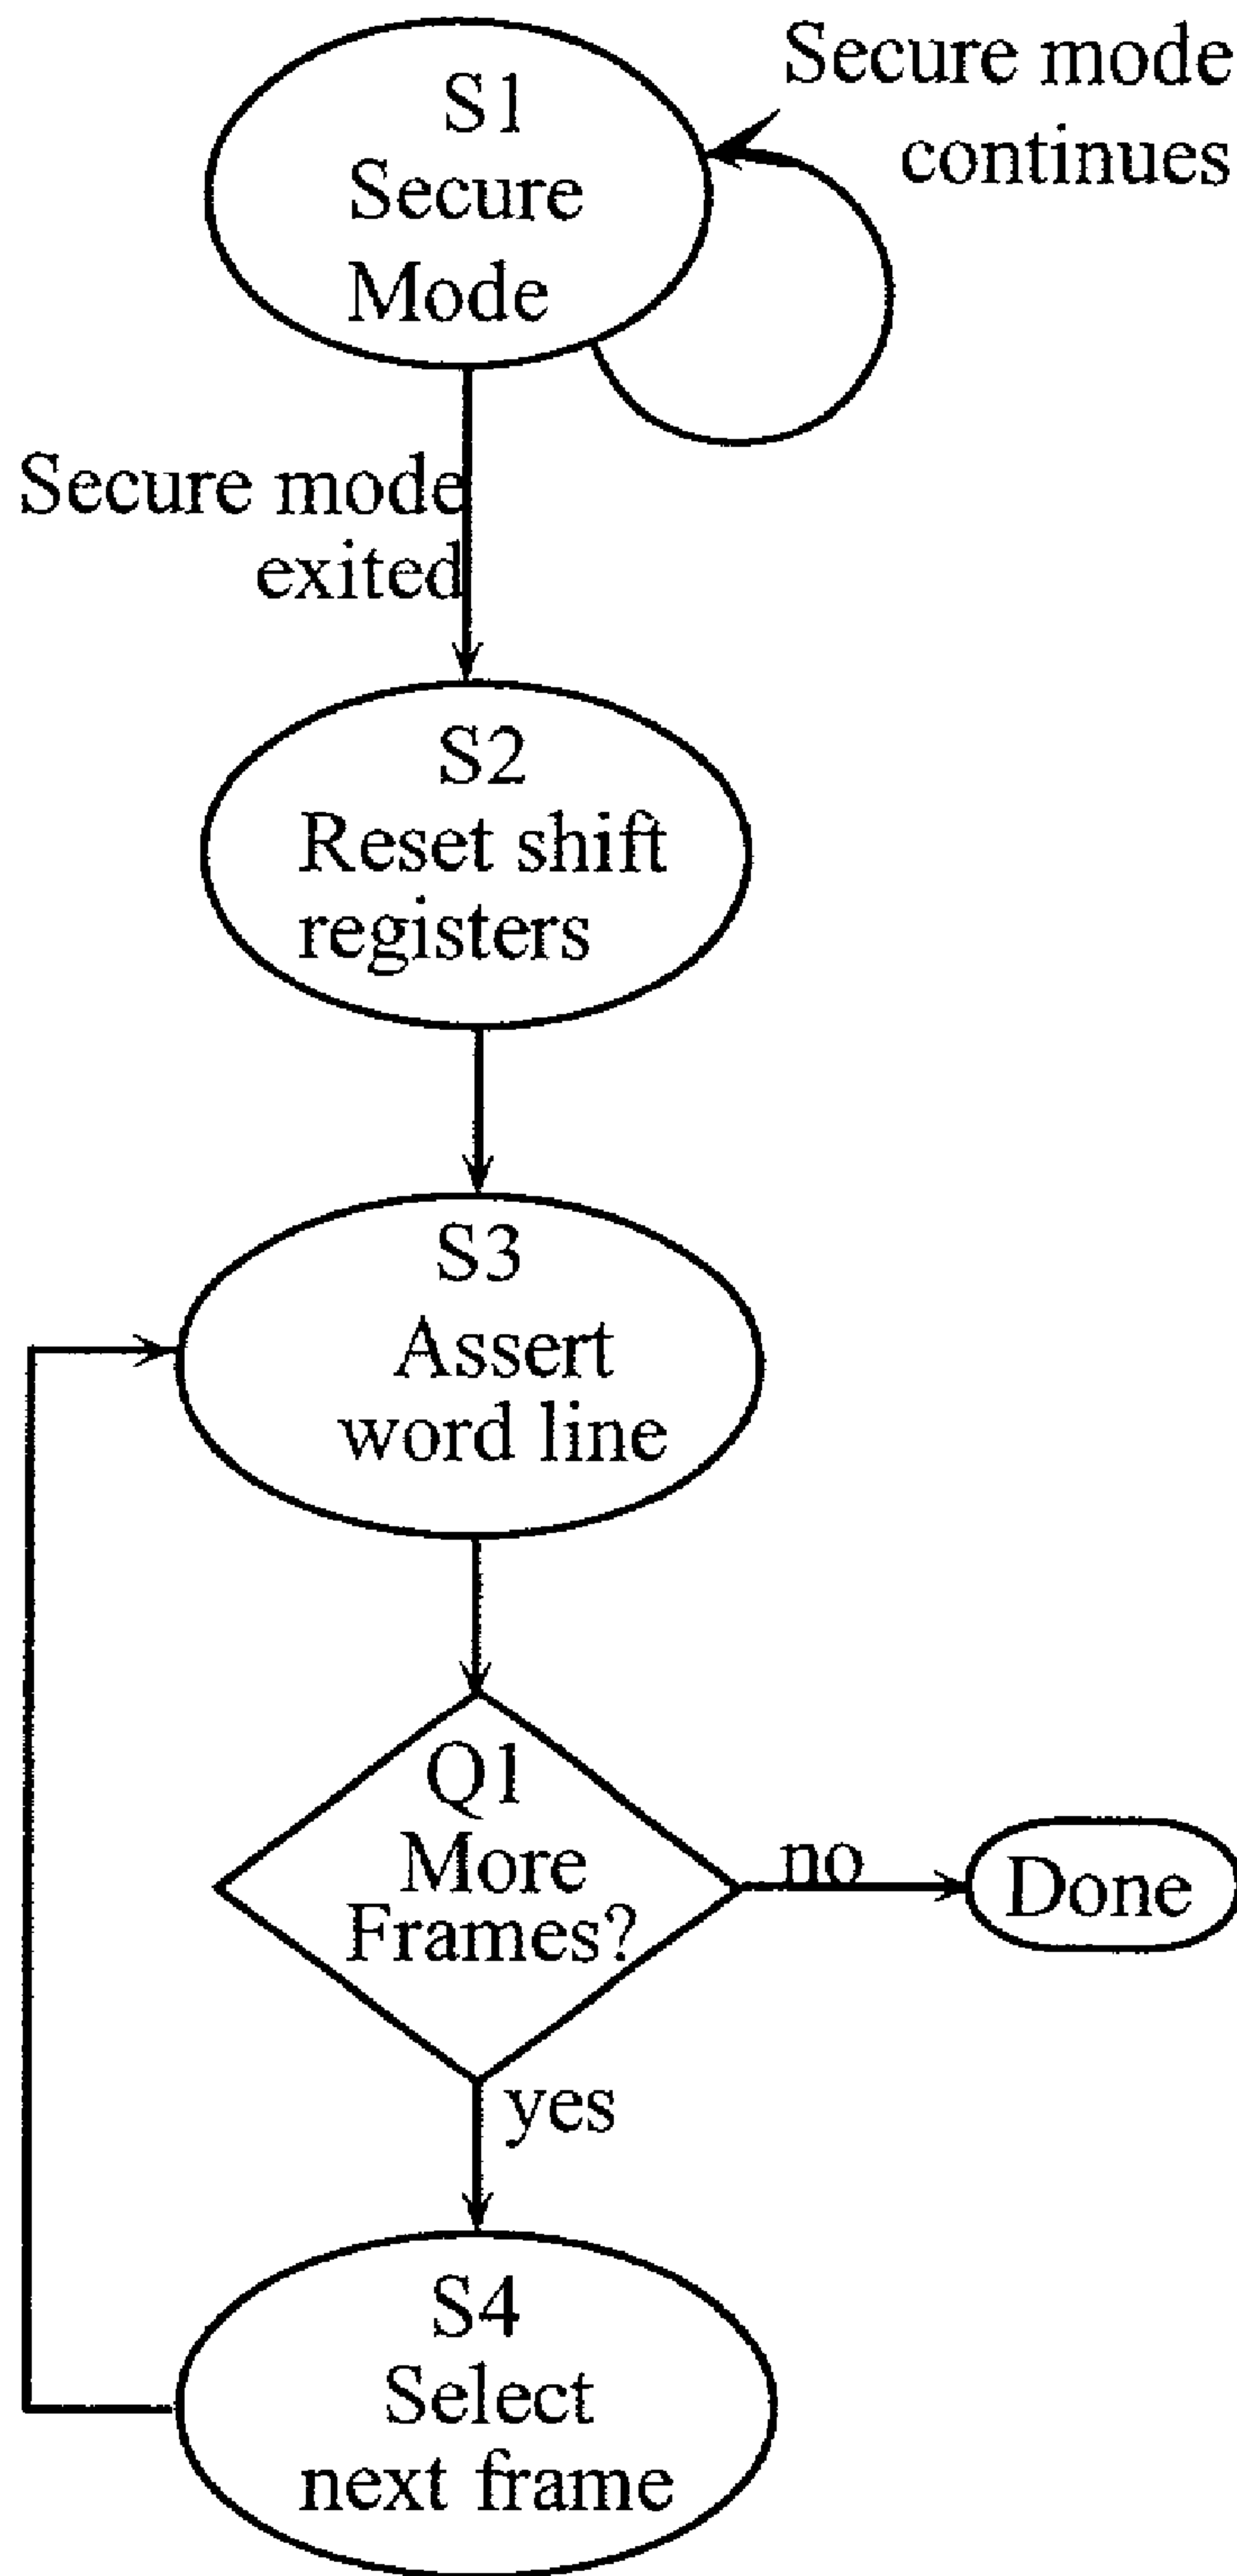 S1
Secure
Mode
Secure mode
continues
Secure mode
exited
S2
Reset shift
registers
S3
Assert
word line
Q1
More
Frames?
no
Done
yes
S4
Select
next frame